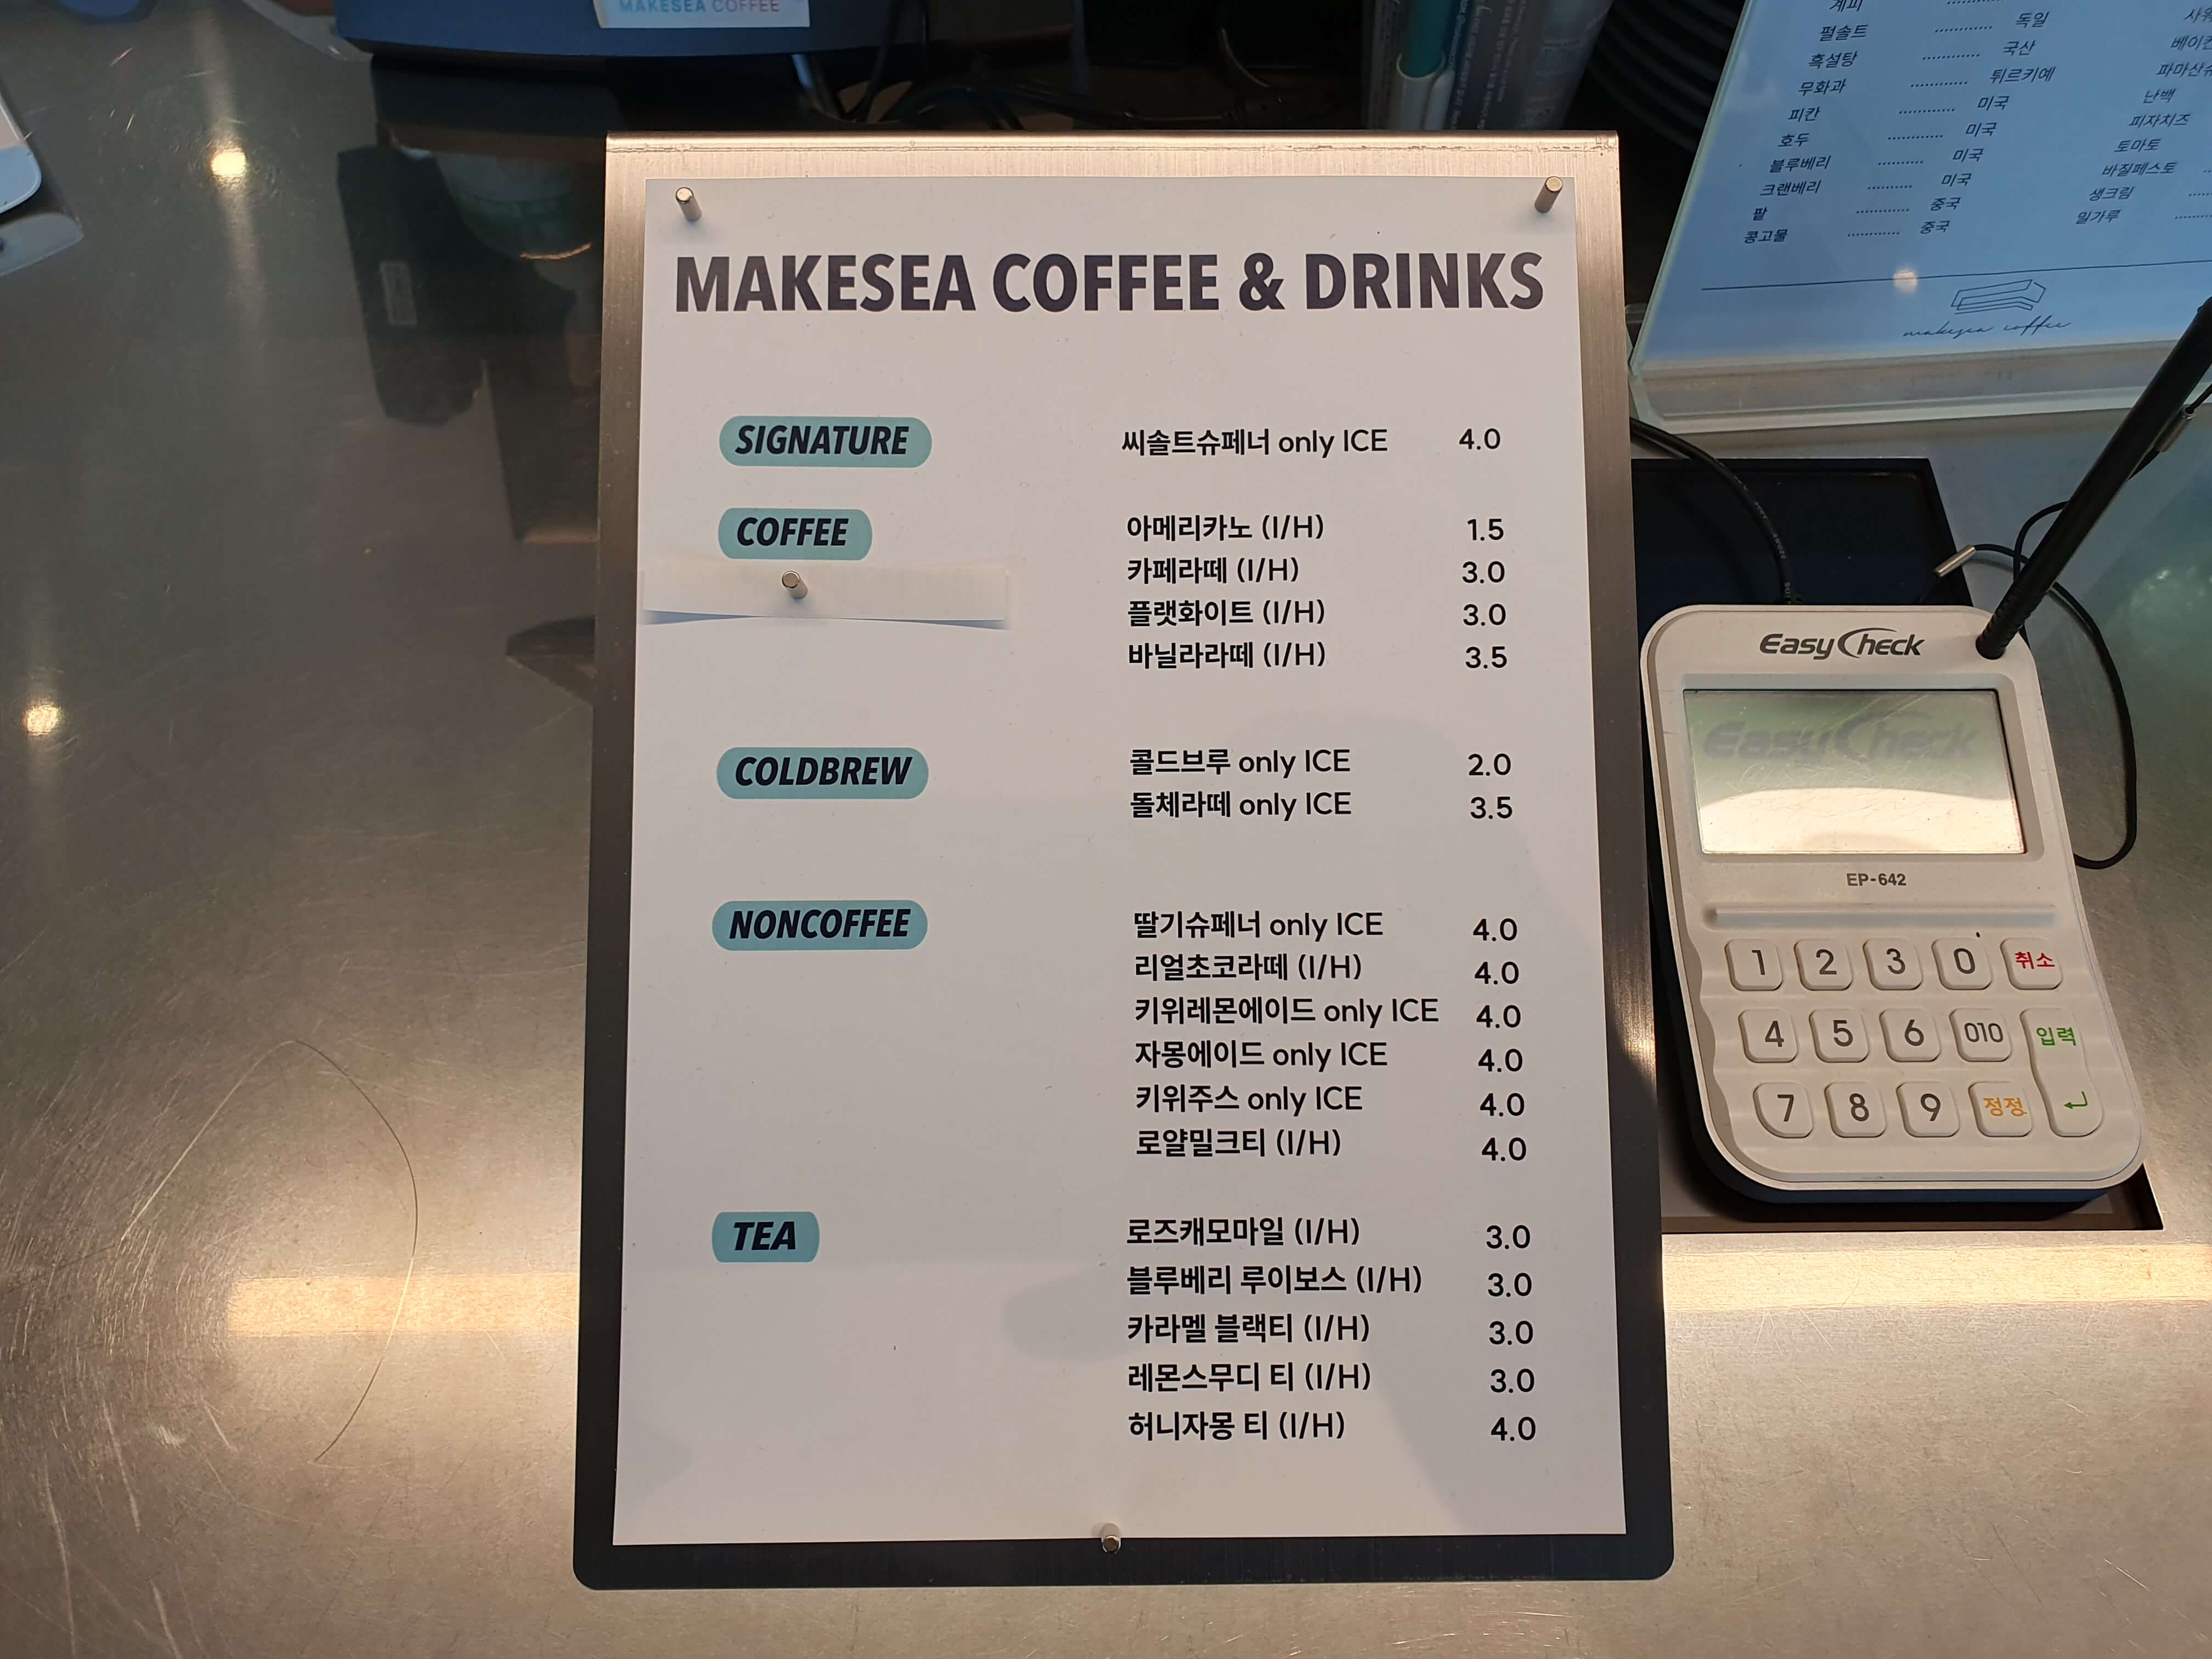 MAKESEA COFFEE
MAKESEA COFFEE & DRINKS
SIGNATURE
씨솔트슈페너 only ICE 4.0
COFFEE
아메리카노 (I/H) 1.5
카페라떼 (I/H) 3.0
플랫화이트 (I/H) 3.0
바닐라라떼 (I/H) 3.5
COLDBREW
콜드브루 only ICE 2.0
돌체라떼 only ICE 3.5
NONCOFFEE
딸기슈페너 only ICE 4.0
리얼초코라떼 (I/H) 4.0
키위레몬에이드 only ICE 4.0
자몽에이드 only ICE 4.0
키위주스 only ICE 4.0
로얄밀크티 (I/H) 4.0
TEA
로즈캐모마일 (I/H) 3.0
블루베리 루이보스 (I/H) 3.0
카라멜 블랙티 (I/H) 3.0
레몬스무디 티 (I/H) 3.0
허니자몽 티 (I/H) 4.0
계피
펄솔트 ............ 독일
흑설탕 ............ 국산
무화과 ............ 튀르키예
피칸 ............ 미국
호두 ............ 미국
블루베리 .......... 미국
크랜베리 .......... 미국
팥 ............ 중국
콩고물 ............ 중국
난백
피자치즈
토마토
바질페스토
생크림
밀가루
makesea coffee
EasyCheck
EasyCheck
EP-642
1 2 3 0 취소
4 5 6 010 입력
7 8 9 정정